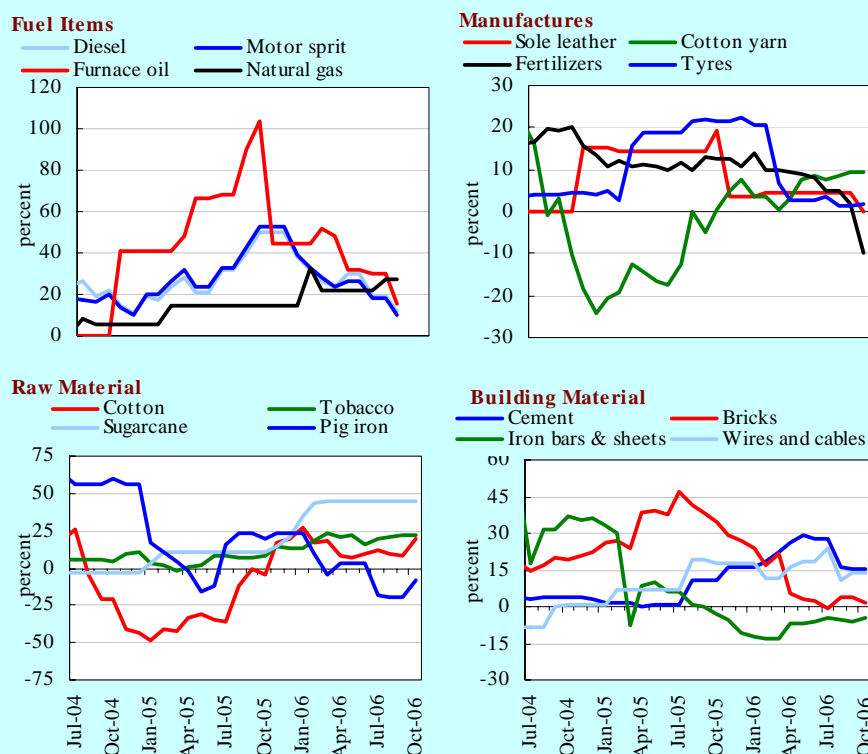 Fuel Items
Diesel Motor sprit
Furnace oil Natural gas
120
100
80
60
40
20
0
percent
Manufactures
Sole leather Cotton yarn
Fertilizers Tyres
30
20
10
0
-10
-20
-30
percent
Raw Material
Cotton Tobacco
Sugarcane Pig iron
75
50
25
0
-25
-50
-75
percent
Jul-04
Oct-04
Jan-05
Apr-05
Jul-05
Oct-05
Jan-06
Apr-06
Jul-06
Oct-06
Building Material
Cement Bricks
Iron bars & sheets Wires and cables
60
45
30
15
0
-15
-30
percent
Jul-04
Oct-04
Jan-05
Apr-05
Jul-05
Oct-05
Jan-06
Apr-06
Jul-06
Oct-06